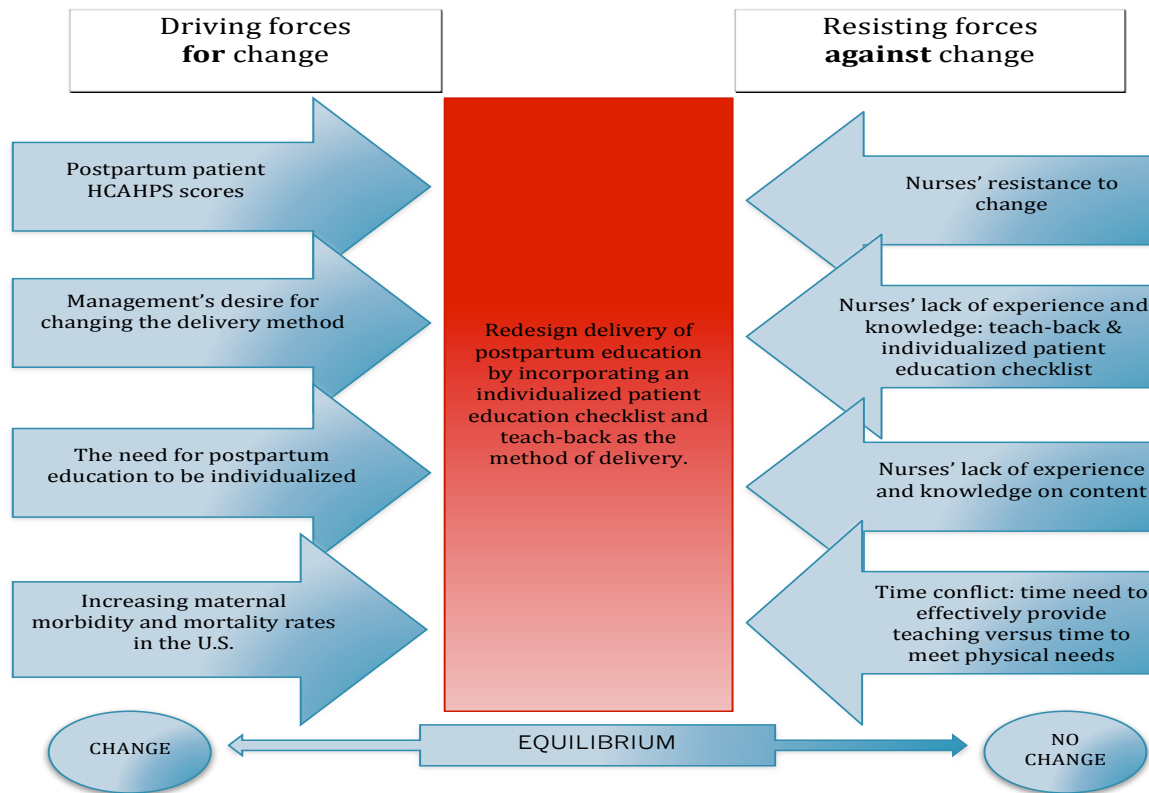 Driving forces
for change
Resisting forces
against change
Postpartum patient
HCAHPS scores
Management's desire for
changing the delivery method
The need for postpartum
education to be individualized
Increasing maternal
morbidity and mortality rates
in the U.S.
Redesign delivery of
postpartum education
by incorporating an
individualized patient
education checklist and
teach-back as the
method of delivery.
Nurses' resistance to
change
Nurses' lack of experience and
knowledge: teach-back &
individualized patient
education checklist
Nurses' lack of experience
and knowledge on content
Time conflict: time need to
effectively provide
teaching versus time to
meet physical needs
CHANGE
EQUILIBRIUM
NO
CHANGE